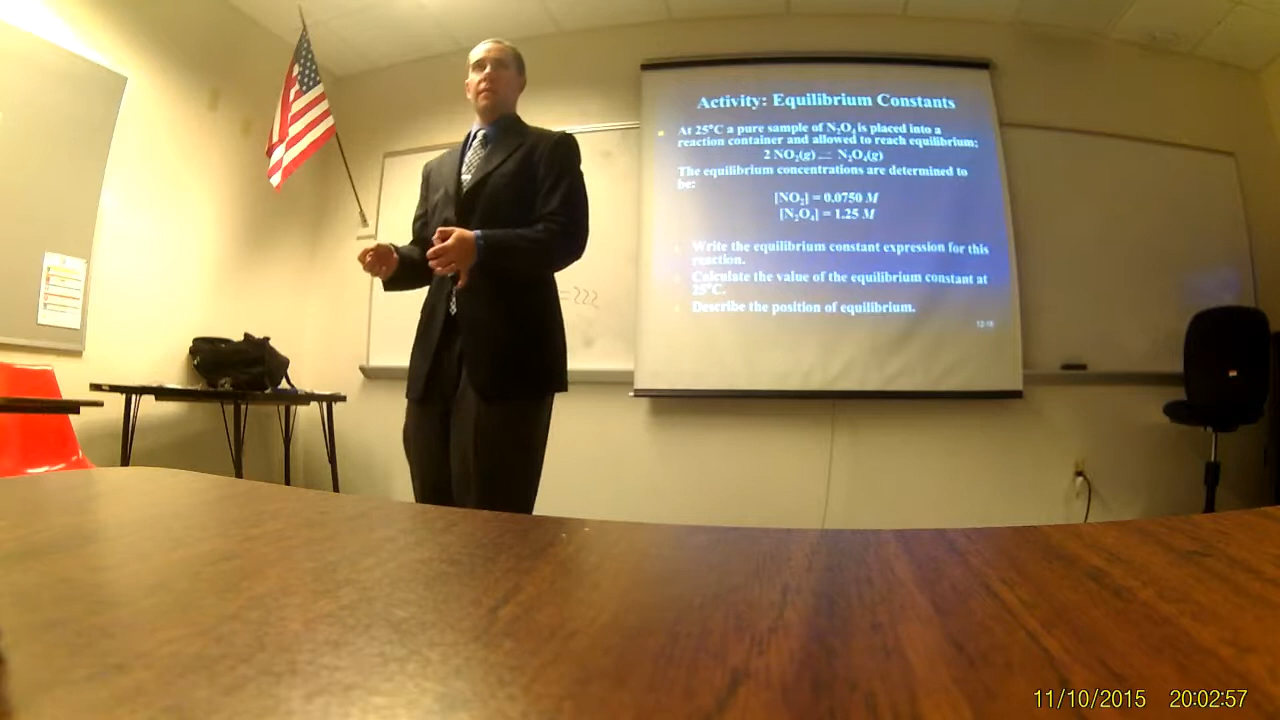 Activity: Equilibrium Constants
At 25°C a pure sample of N₂O₄ is placed into a
reaction container and allowed to reach equilibrium:
2 NO₂(g) ⇌ N₂O₄(g)
The equilibrium concentrations are determined to
be:
[NO₂] = 0.0750 M
[N₂O₄] = 1.25 M
Write the equilibrium constant expression for this
reaction.
Calculate the value of the equilibrium constant at
25°C.
Describe the position of equilibrium.
= ???
11/10/2015 20:02:57